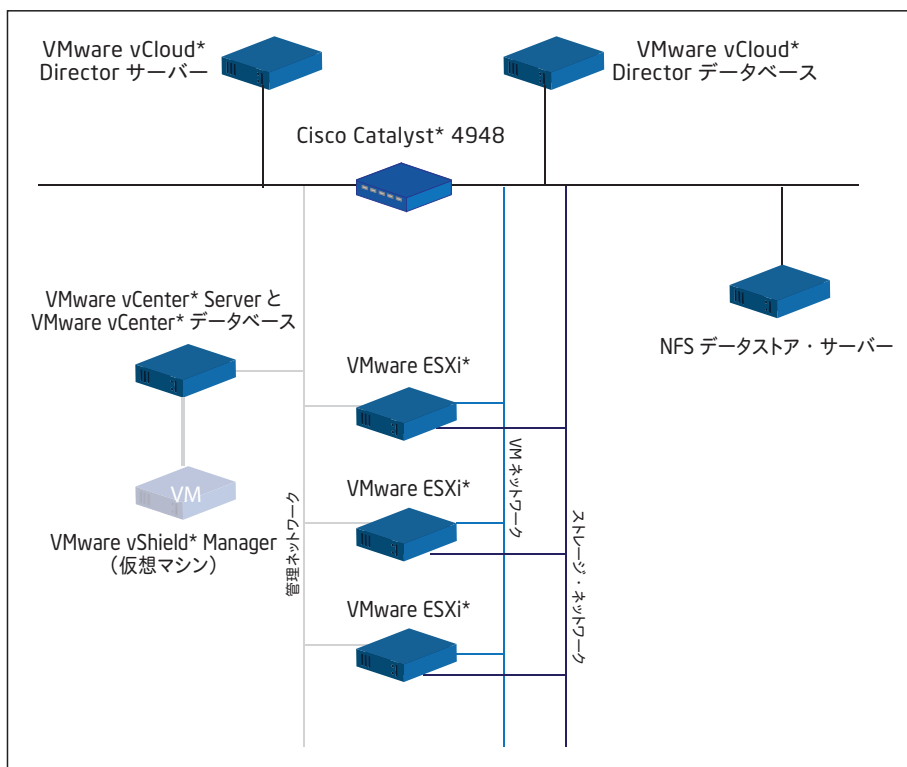 VMware vCloud*
Director サーバー
VMware vCloud*
Director データベース
Cisco Catalyst* 4948
VMware vCenter* Server と
VMware vCenter* データベース
NFS データストア・サーバー
VMware ESXi*
VM
VMware vShield* Manager
（仮想マシン）
VMware ESXi*
VMware ESXi*
管理ネットワーク
VM ネットワーク
ストレージ・ネットワーク